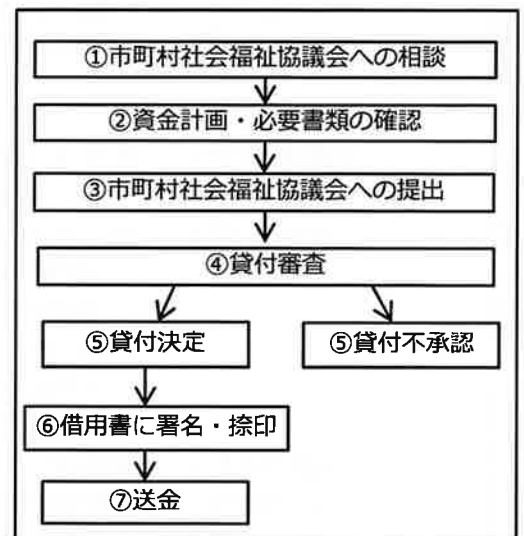 ①市町村社会福祉協議会への相談
②資金計画・必要書類の確認
③市町村社会福祉協議会への提出
④貸付審査
⑤貸付決定
⑤貸付不承認
⑥借用書に署名・捺印
⑦送金